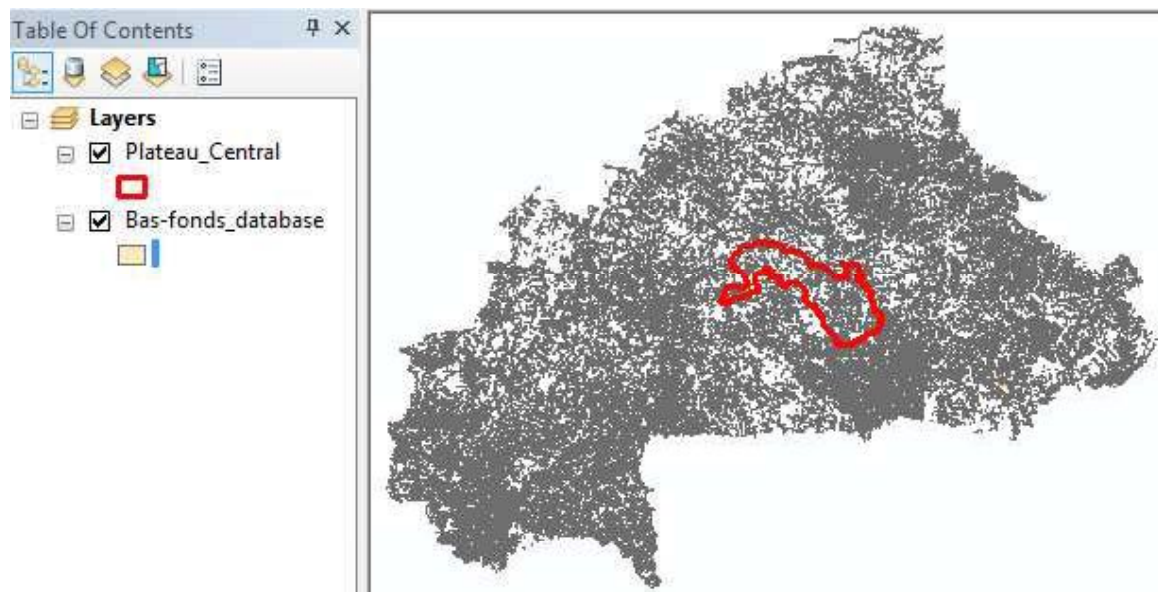 Table Of Contents
Layers
Plateau_Central
Bas-fonds_database